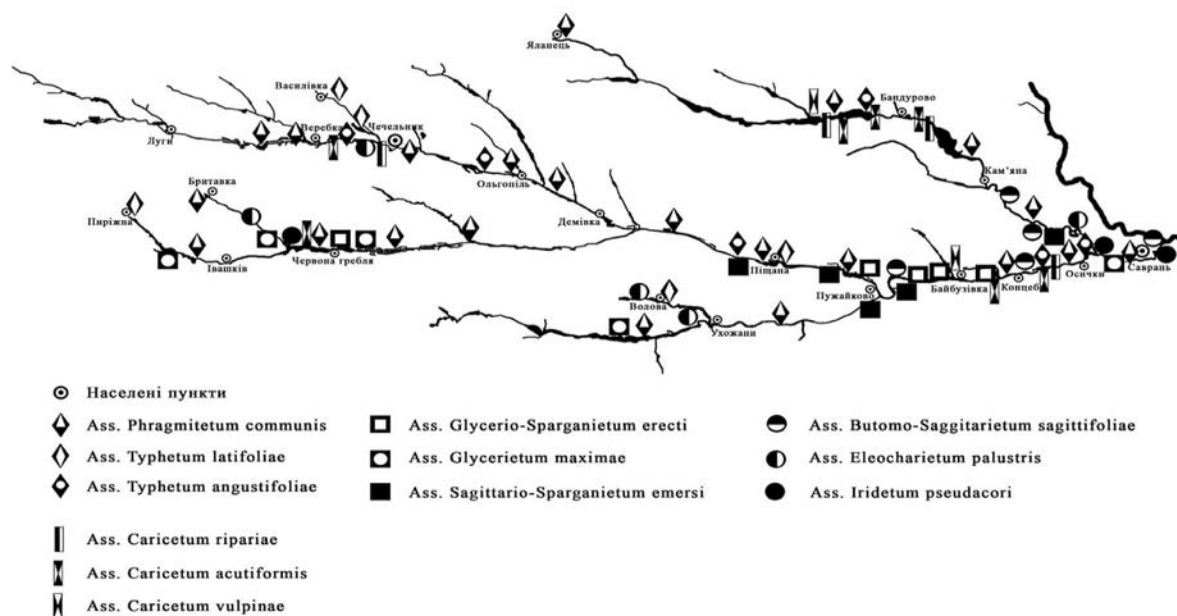 Яланець
Василівка
Бандурово
Вербка
Чечельник
Луги
Кам'яна
Ольгопіль
Бритавка
Демівка
Пиріжна
Івашків
Червона гребля
Піщана
Осички
Саврань
Пужайково
Байбузівка
Концеба
Волова
Ухожани
Населені пункти
Ass. Phragmitetum communis
Ass. Glycerio-Sparganietum erecti
Ass. Butomo-Saggitarietum sagittifoliae
Ass. Typhetum latifoliae
Ass. Glycerietum maximae
Ass. Eleocharietum palustris
Ass. Typhetum angustifoliae
Ass. Sagittario-Sparganietum emersi
Ass. Iridetum pseudacori
Ass. Caricetum ripariae
Ass. Caricetum acutiformis
Ass. Caricetum vulpinae